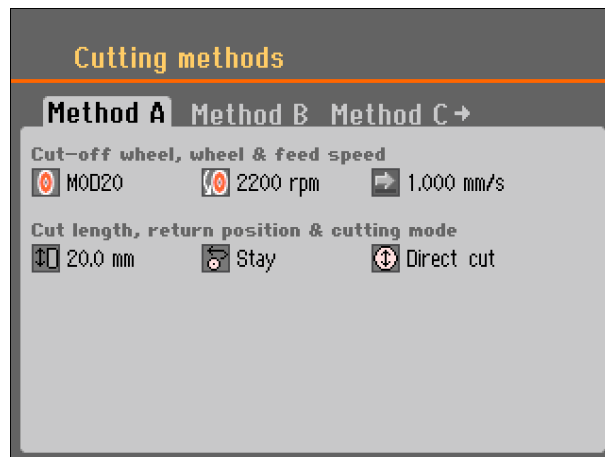 Cutting methods
Method A Method B Method C →
Cut-off wheel, wheel & feed speed
MOD20 2200 rpm 1.000 mm/s
Cut length, return position & cutting mode
20.0 mm Stay Direct cut